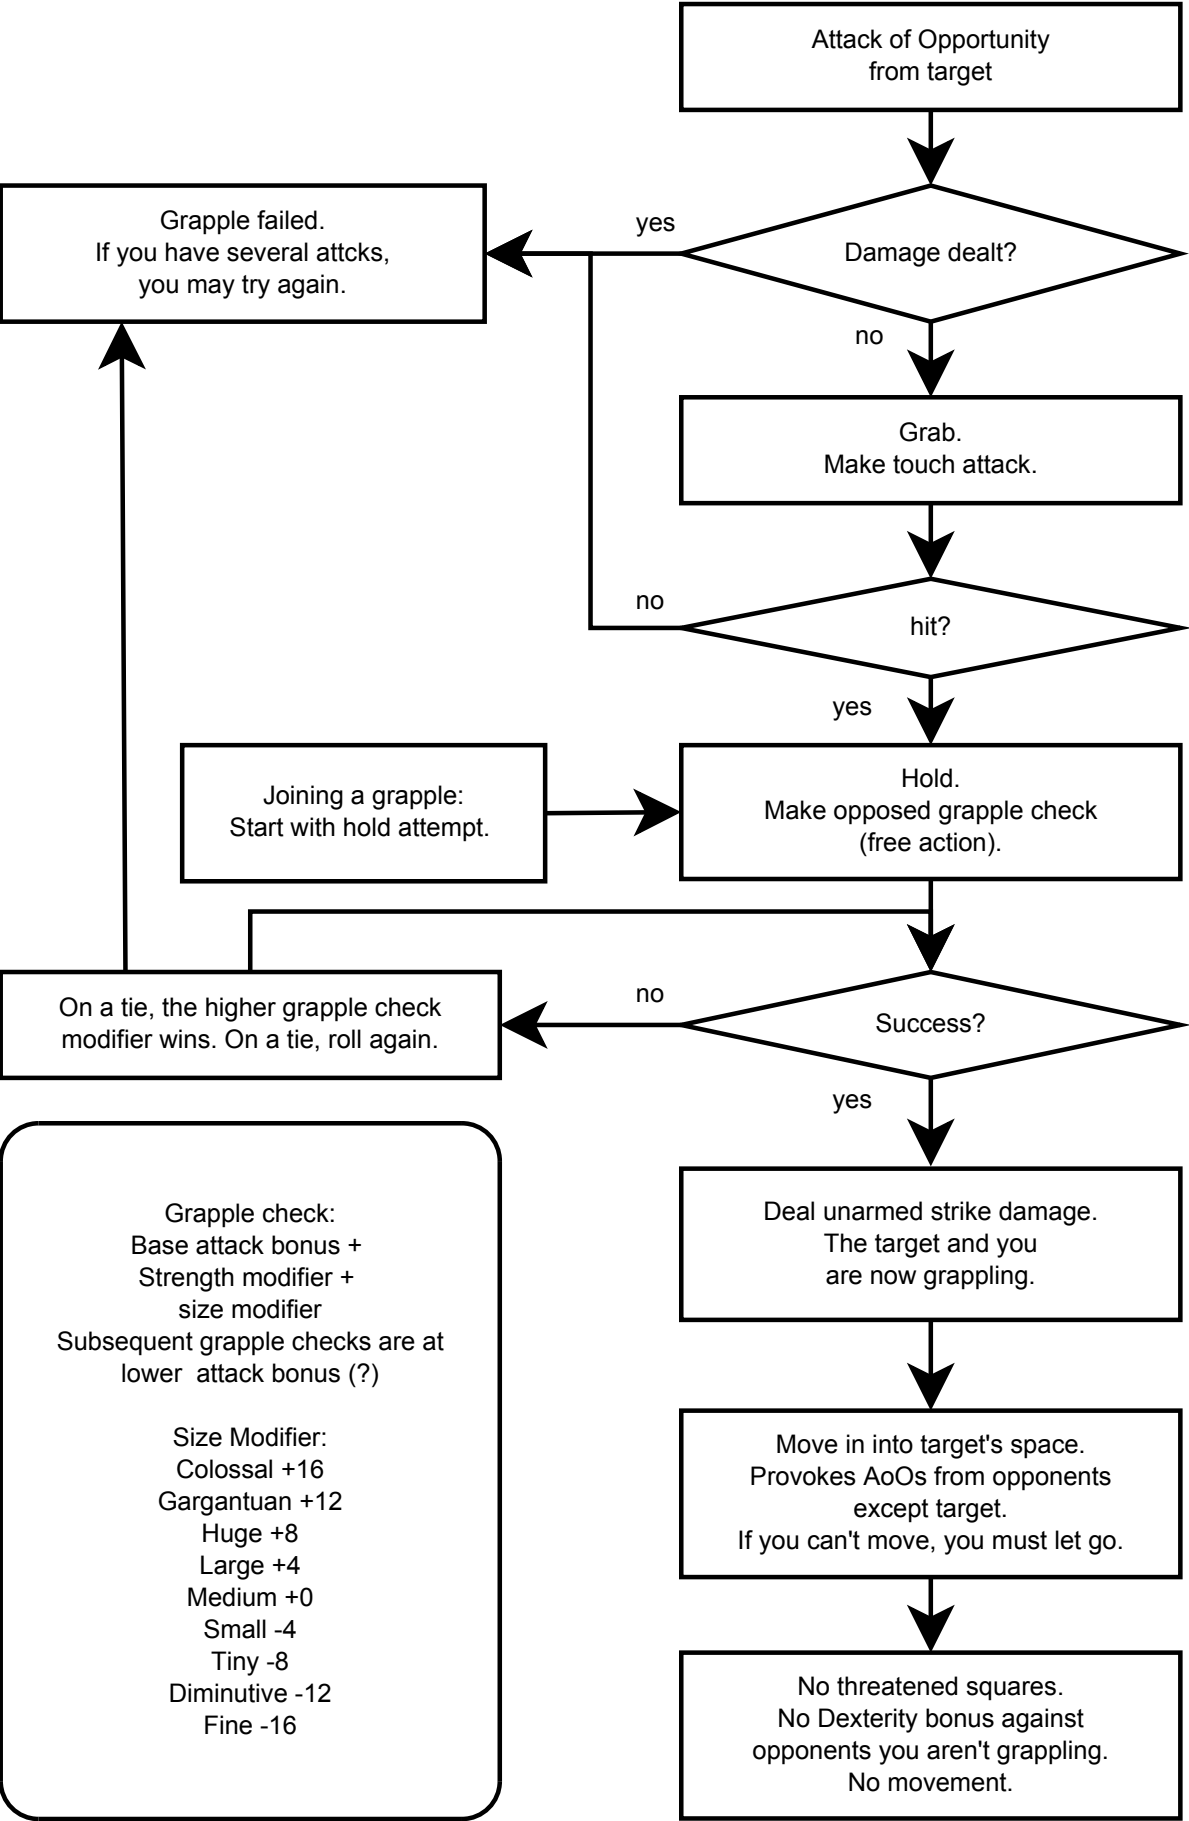 Attack of Opportunity
from target
Grapple failed.
If you have several attcks,
you may try again.
yes
Damage dealt?
no
Grab.
Make touch attack.
no
hit?
yes
Joining a grapple:
Start with hold attempt.
Hold.
Make opposed grapple check
(free action).
On a tie, the higher grapple check
modifier wins. On a tie, roll again.
no
Success?
yes
Grapple check:
Base attack bonus +
Strength modifier +
size modifier
Subsequent grapple checks are at
lower  attack bonus (?)
Size Modifier:
Colossal +16
Gargantuan +12
Huge +8
Large +4
Medium +0
Small -4
Tiny -8
Diminutive -12
Fine -16
Deal unarmed strike damage.
The target and you
are now grappling.
Move in into target's space.
Provokes AoOs from opponents
except target.
If you can't move, you must let go.
No threatened squares.
No Dexterity bonus against
opponents you aren't grappling.
No movement.